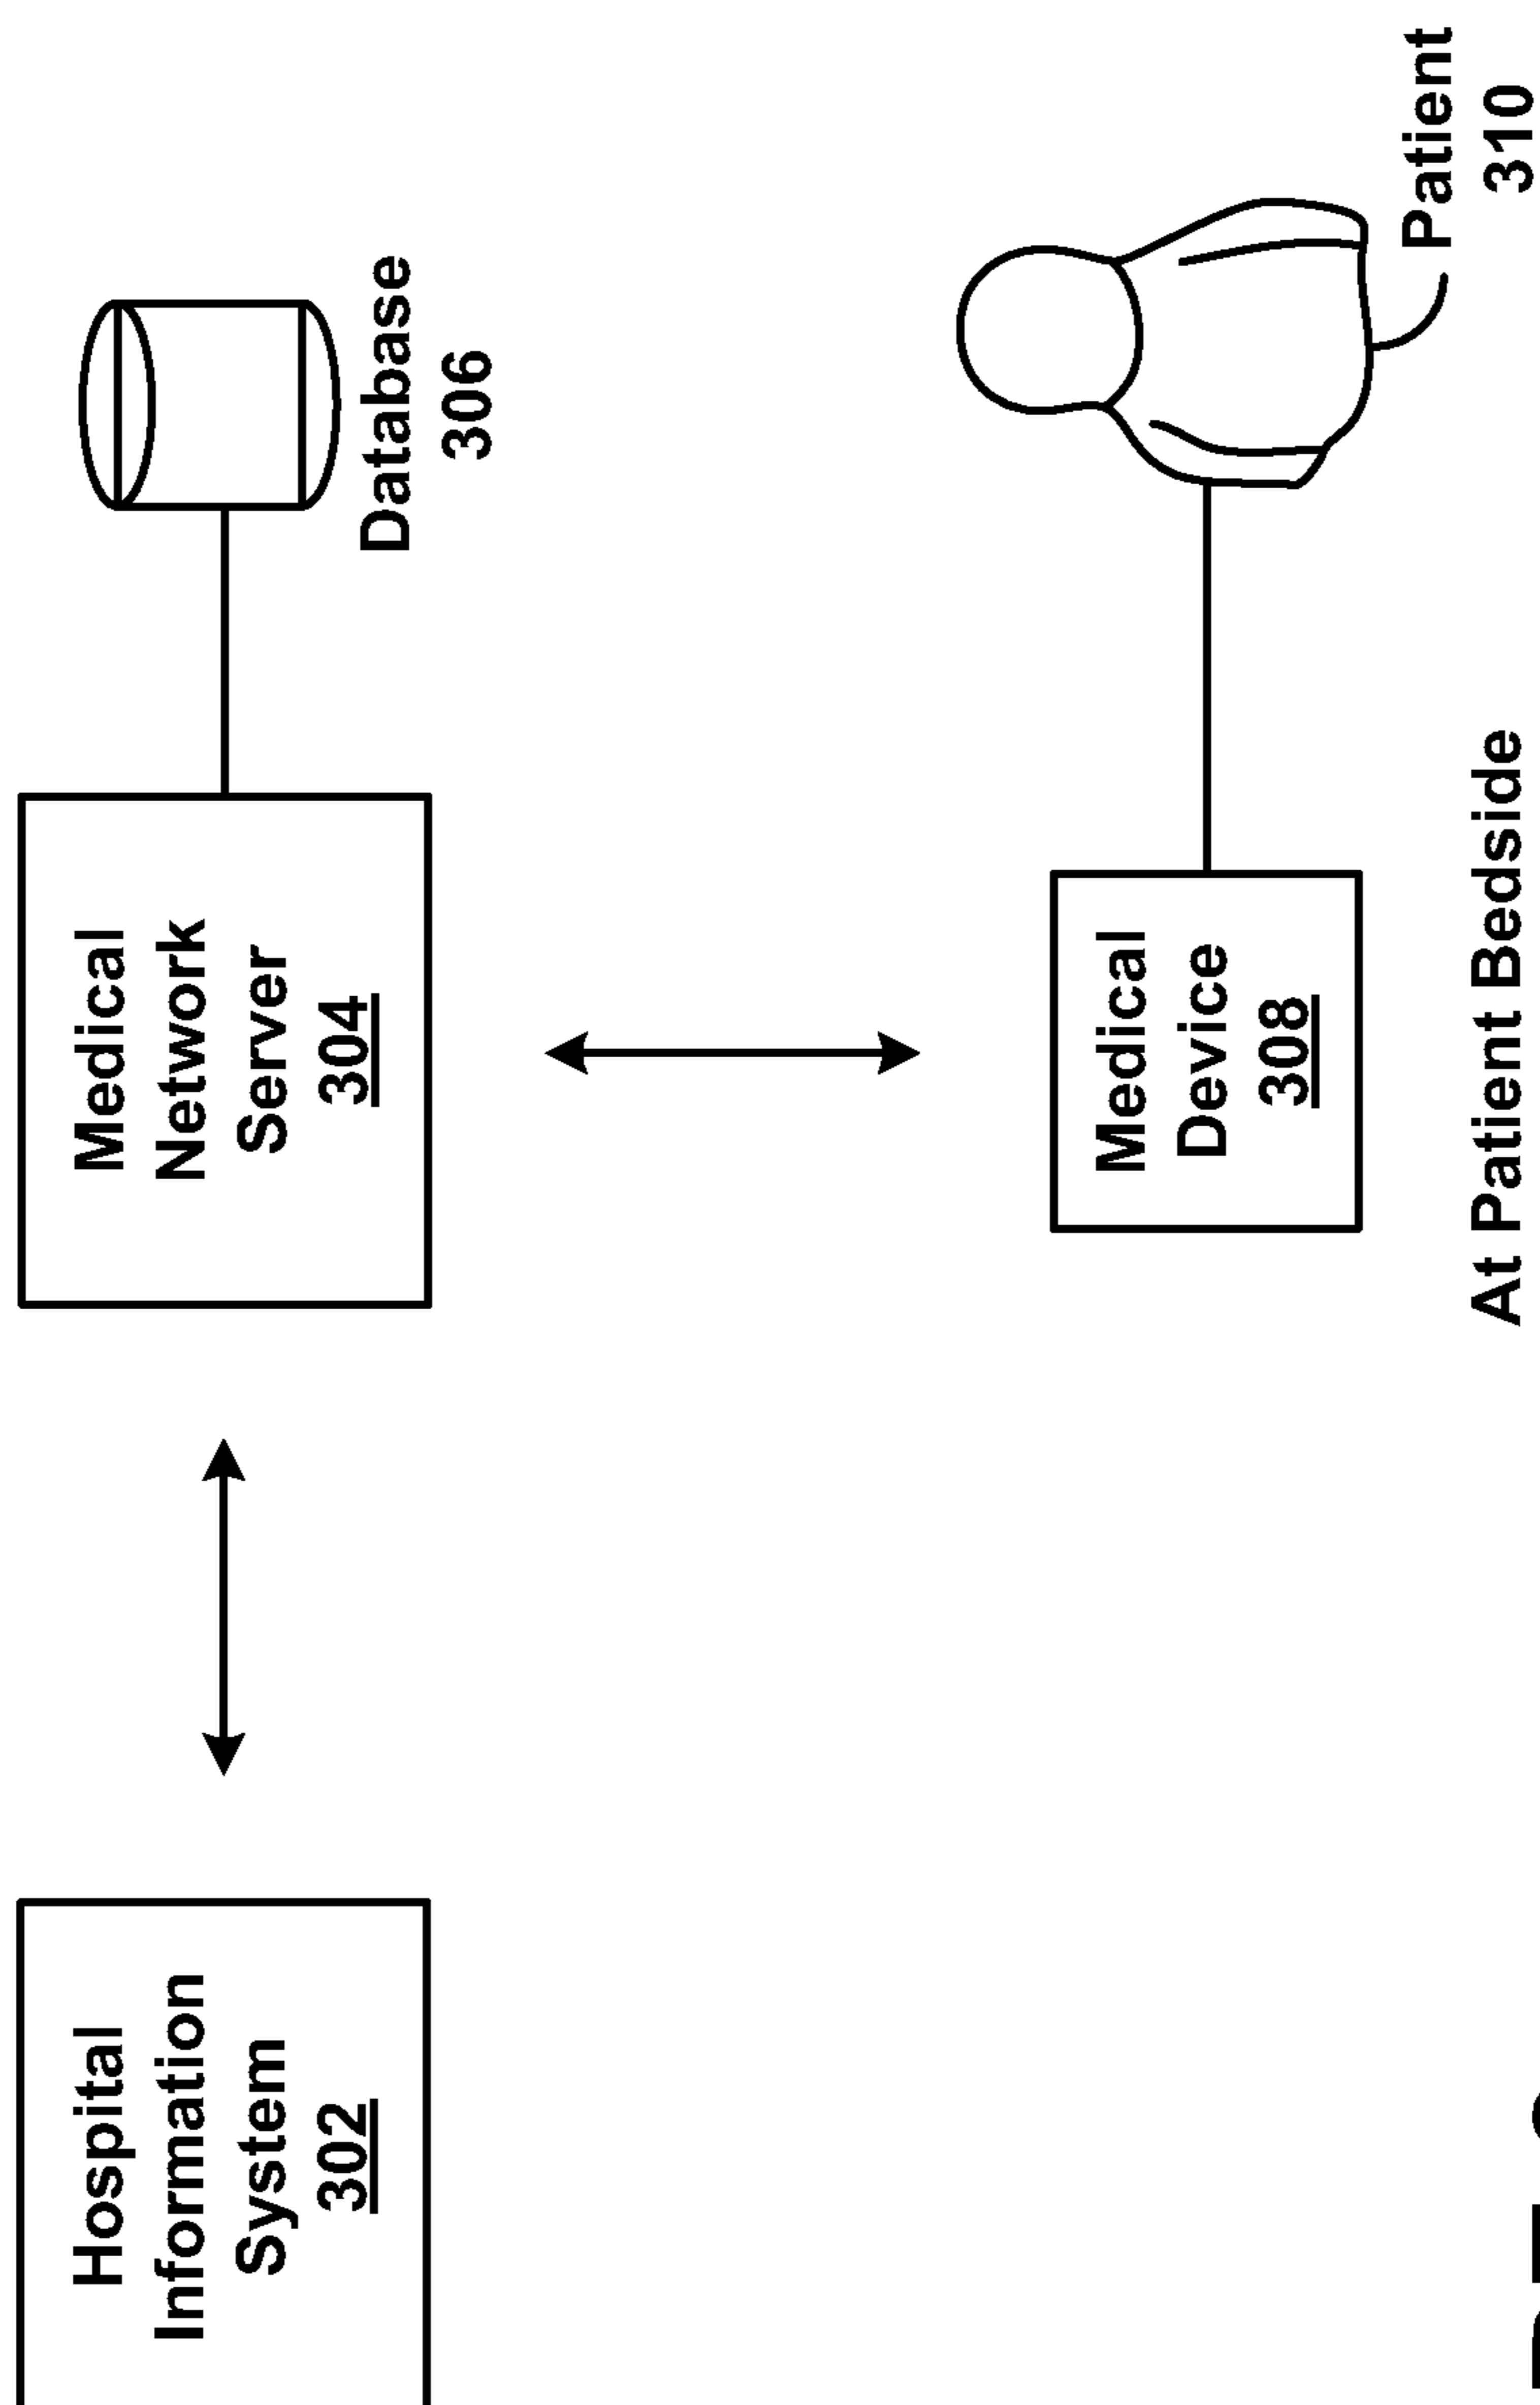 Hospital
Information
System
302
Medical
Network
Server
304
Database
306
Medical
Device
308
Patient
310
At Patient Bedside